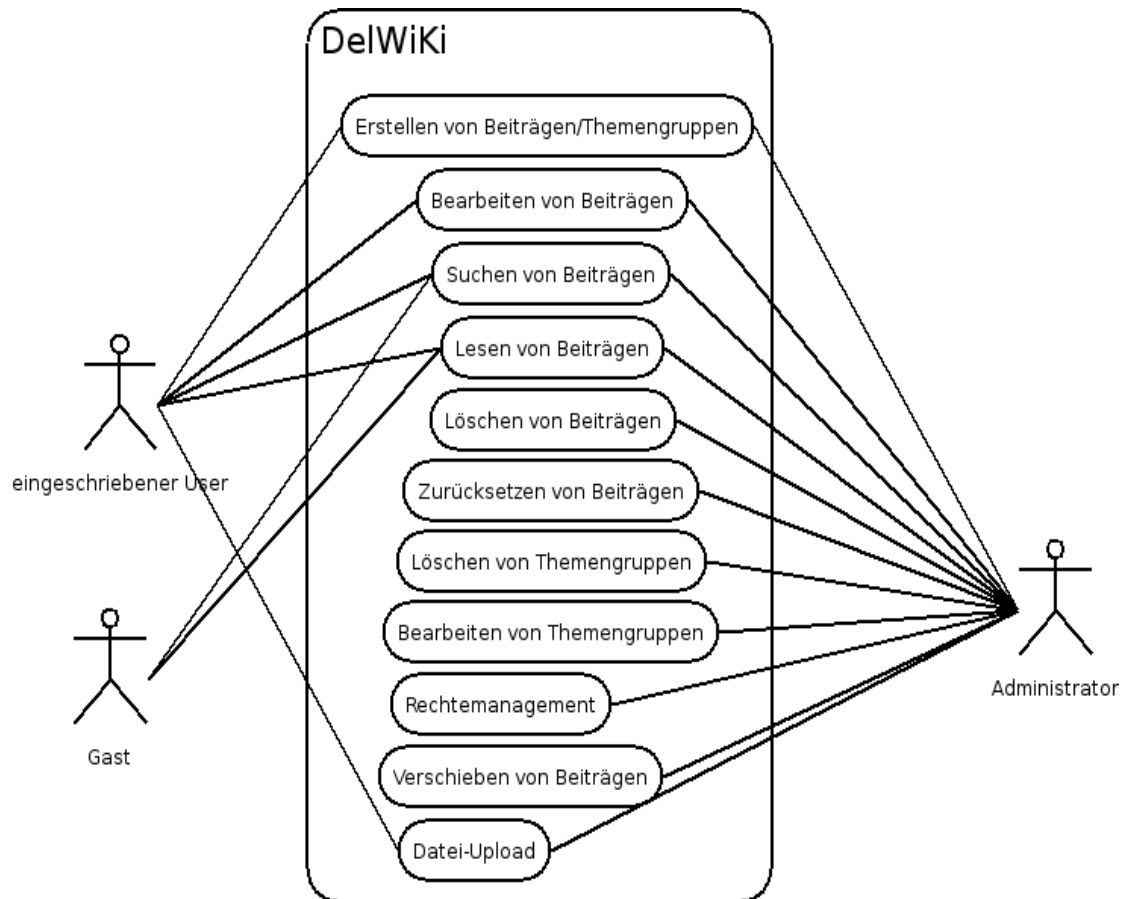 DelWiKi
Erstellen von Beiträgen/Themengruppen
Bearbeiten von Beiträgen
Suchen von Beiträgen
Lesen von Beiträgen
Löschen von Beiträgen
eingeschriebener User
Zurücksetzen von Beiträgen
Löschen von Themengruppen
Bearbeiten von Themengruppen
Administrator
Rechtemanagement
Gast
Verschieben von Beiträgen
Datei-Upload